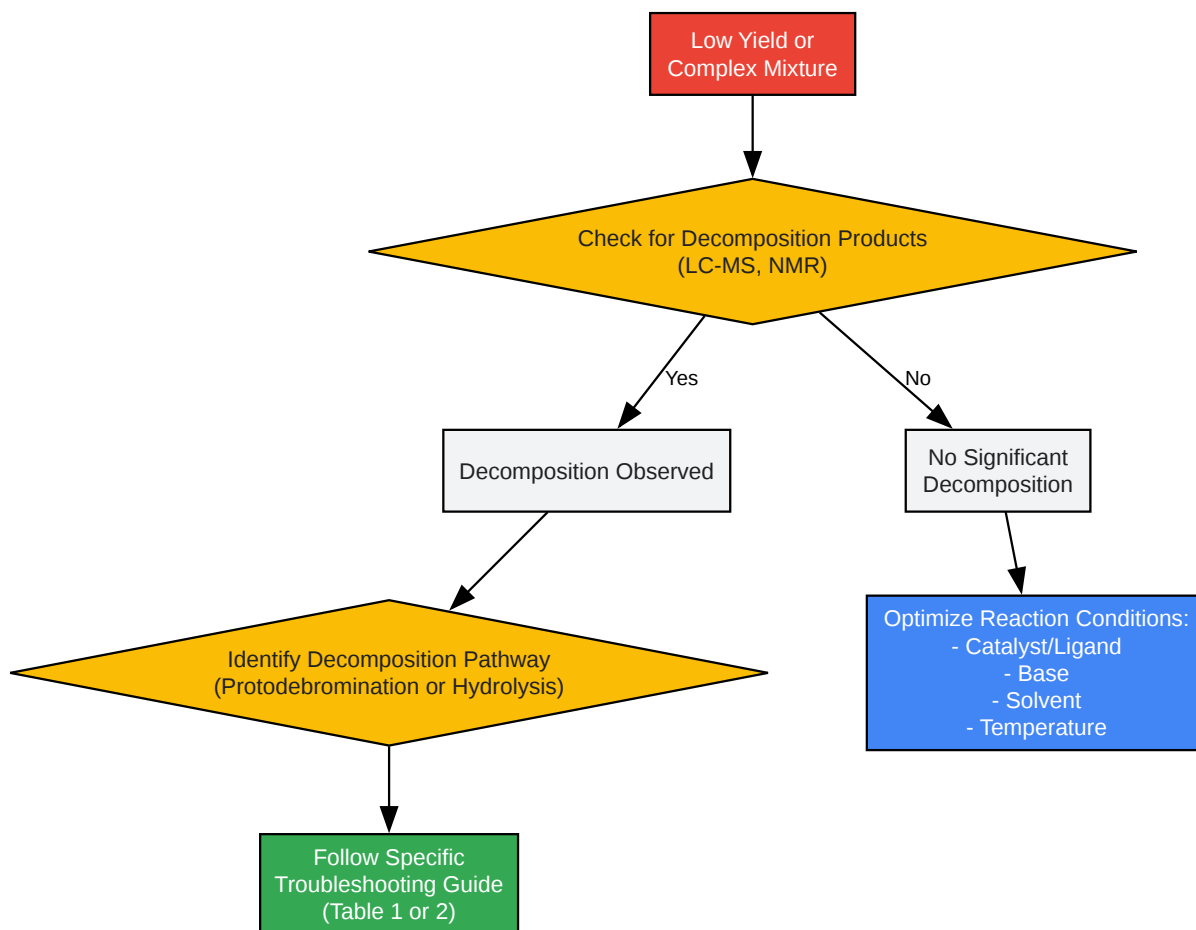 Low Yield or
Complex Mixture
Check for Decomposition Products
(LC-MS, NMR)
Yes
No
Decomposition Observed
No Significant
Decomposition
Identify Decomposition Pathway
(Protodebromination or Hydrolysis)
Optimize Reaction Conditions:
- Catalyst/Ligand
- Base
- Solvent
- Temperature
Follow Specific
Troubleshooting Guide
(Table 1 or 2)